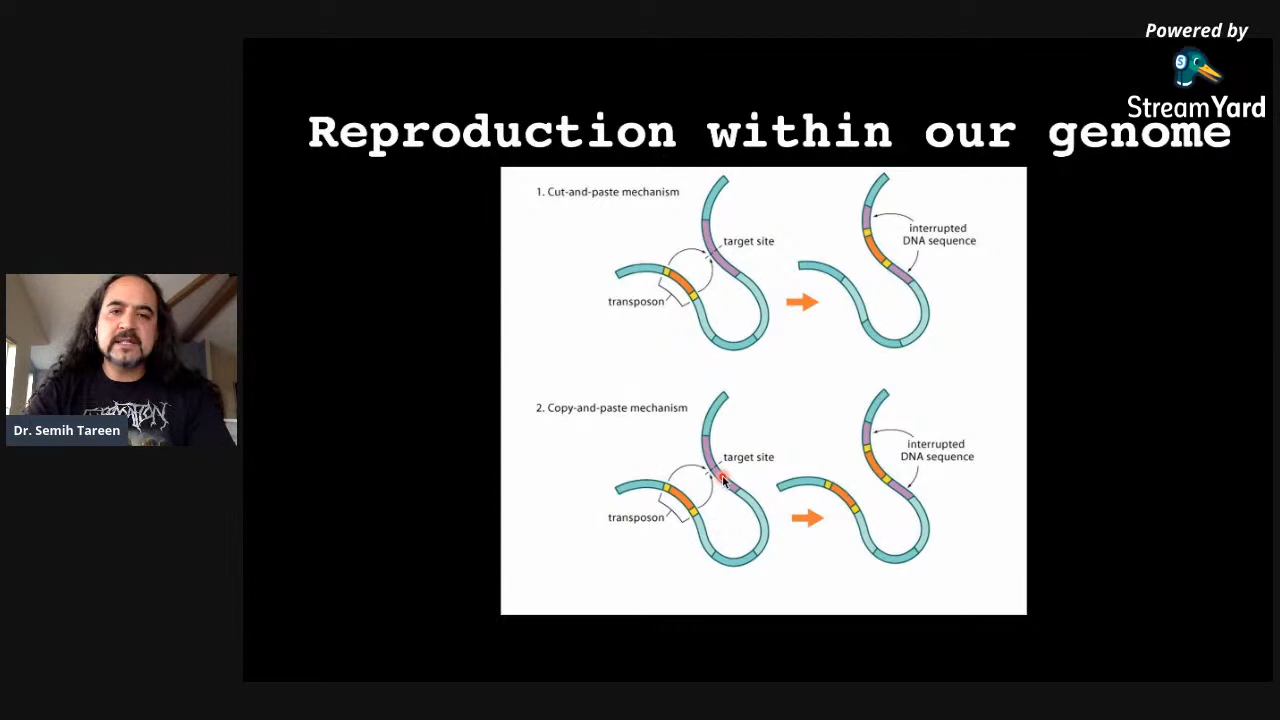 Powered by
StreamYard
Reproduction within our genome
1. Cut-and-paste mechanism
target site
transposon
interrupted
DNA sequence
2. Copy-and-paste mechanism
target site
transposon
interrupted
DNA sequence
Dr. Semih Tareen